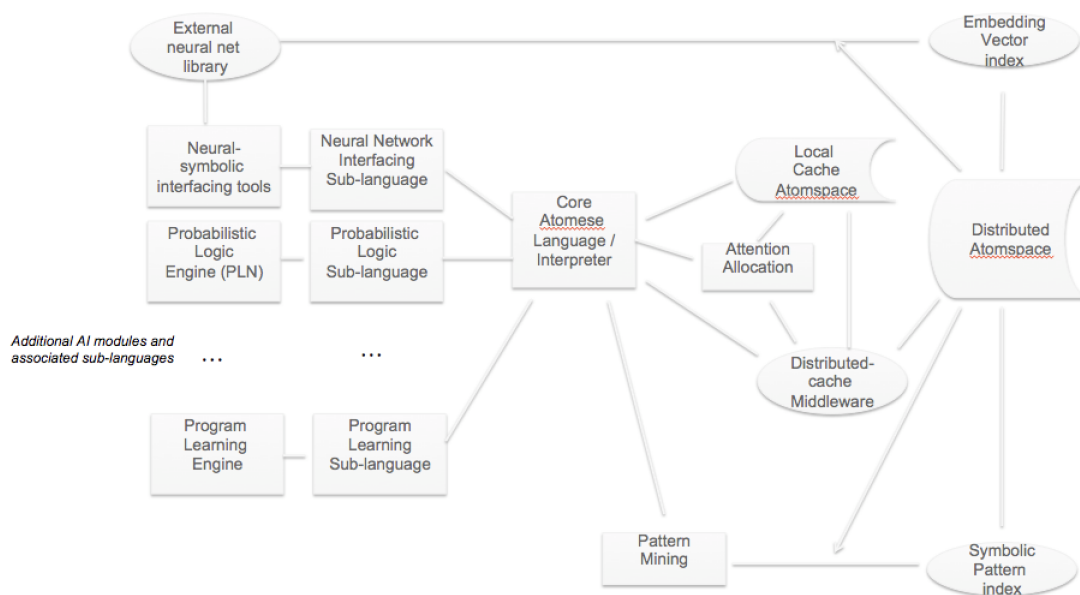 External
neural net
library
Embedding
Vector
index
Neural-
symbolic
interfacing tools
Neural Network
Interfacing
Sub-language
Local
Cache
Atomspace
Core
Atomese
Language /
Interpreter
Probabilistic
Logic
Engine (PLN)
Probabilistic
Logic
Sub-language
Attention
Allocation
Distributed
Atomspace
Additional AI modules and
associated sub-languages
...
...
Distributed-
cache
Middleware
Program
Learning
Engine
Program
Learning
Sub-language
Pattern
Mining
Symbolic
Pattern
index